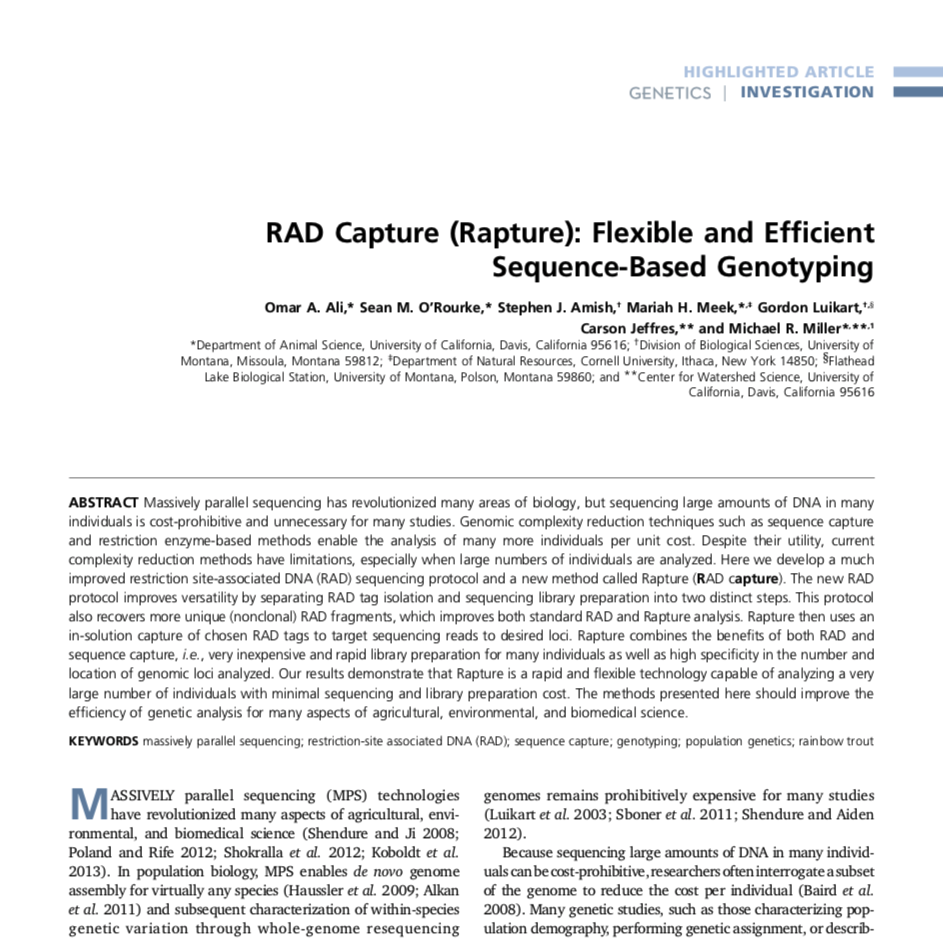 HIGHLIGHTED ARTICLE
GENETICS | INVESTIGATION
RAD Capture (Rapture): Flexible and Efficient
Sequence-Based Genotyping
Omar A. Ali,* Sean M. O’Rourke,* Stephen J. Amish,† Mariah H. Meek,*,‡ Gordon Luikart,†,§
Carson Jeffres,** and Michael R. Miller*,**,1
*Department of Animal Science, University of California, Davis, California 95616; †Division of Biological Sciences, University of
Montana, Missoula, Montana 59812; ‡Department of Natural Resources, Cornell University, Ithaca, New York 14850; §Flathead
Lake Biological Station, University of Montana, Polson, Montana 59860; and **Center for Watershed Science, University of
California, Davis, California 95616
ABSTRACT Massively parallel sequencing has revolutionized many areas of biology, but sequencing large amounts of DNA in many
individuals is cost-prohibitive and unnecessary for many studies. Genomic complexity reduction techniques such as sequence capture
and restriction enzyme-based methods enable the analysis of many more individuals per unit cost. Despite their utility, current
complexity reduction methods have limitations, especially when large numbers of individuals are analyzed. Here we develop a much
improved restriction site-associated DNA (RAD) sequencing protocol and a new method called Rapture (RAD capture). The new RAD
protocol improves versatility by separating RAD tag isolation and sequencing library preparation into two distinct steps. This protocol
also recovers more unique (nonclonal) RAD fragments, which improves both standard RAD and Rapture analysis. Rapture then uses an
in-solution capture of chosen RAD tags to target sequencing reads to desired loci. Rapture combines the benefits of both RAD and
sequence capture, i.e., very inexpensive and rapid library preparation for many individuals as well as high specificity in the number and
location of genomic loci analyzed. Our results demonstrate that Rapture is a rapid and flexible technology capable of analyzing a very
large number of individuals with minimal sequencing and library preparation cost. The methods presented here should improve the
efficiency of genetic analysis for many aspects of agricultural, environmental, and biomedical science.
KEYWORDS massively parallel sequencing; restriction-site associated DNA (RAD); sequence capture; genotyping; population genetics; rainbow trout
MASSIVELY parallel sequencing (MPS) technologies
have revolutionized many aspects of agricultural, envi-
ronmental, and biomedical science (Shendure and Ji 2008;
Poland and Rife 2012; Shokralla et al. 2012; Koboldt et al.
2013). In population biology, MPS enables de novo genome
assembly for virtually any species (Haussler et al. 2009; Alkan
et al. 2011) and subsequent characterization of within-species
genetic variation through whole-genome resequencing
genomes remains prohibitively expensive for many studies
(Luikart et al. 2003; Sboner et al. 2011; Shendure and Aiden
2012).
Because sequencing large amounts of DNA in many individ-
uals can be cost-prohibitive, researchers often interrogate a subset
of the genome to reduce the cost per individual (Baird et al.
2008). Many genetic studies, such as those characterizing pop-
ulation demography, performing genetic assignment, or describ-